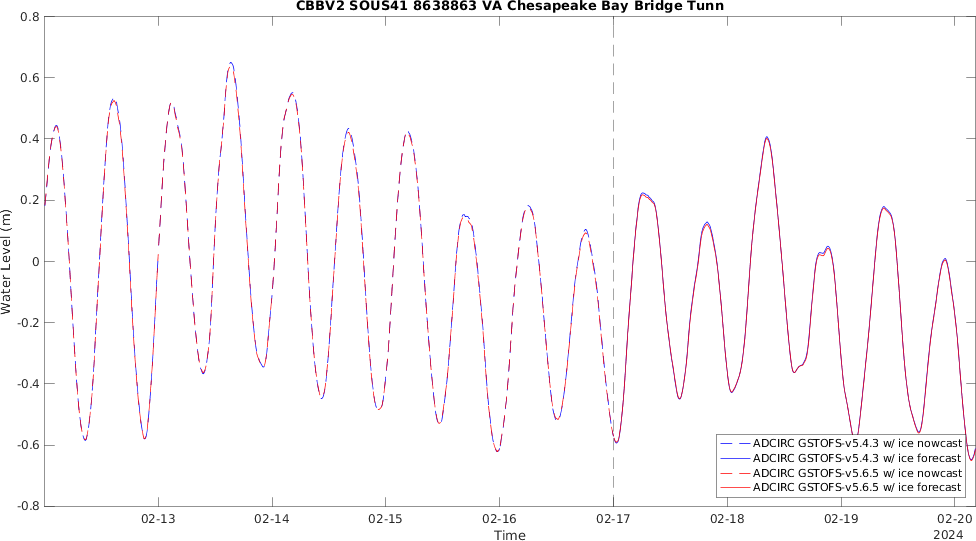 CBBV2 SOUS41 8638863 VA Chesapeake Bay Bridge Tunn
0.8
0.6
0.4
0.2
0
-0.2
-0.4
-0.6
-0.8
Water Level (m)
ADCIRC GSTOFS-v5.4.3 w/ ice nowcast
ADCIRC GSTOFS-v5.4.3 w/ ice forecast
ADCIRC GSTOFS-v5.6.5 w/ ice nowcast
ADCIRC GSTOFS-v5.6.5 w/ ice forecast
02-13 02-14 02-15 02-16 02-17 02-18 02-19 02-20
Time
2024